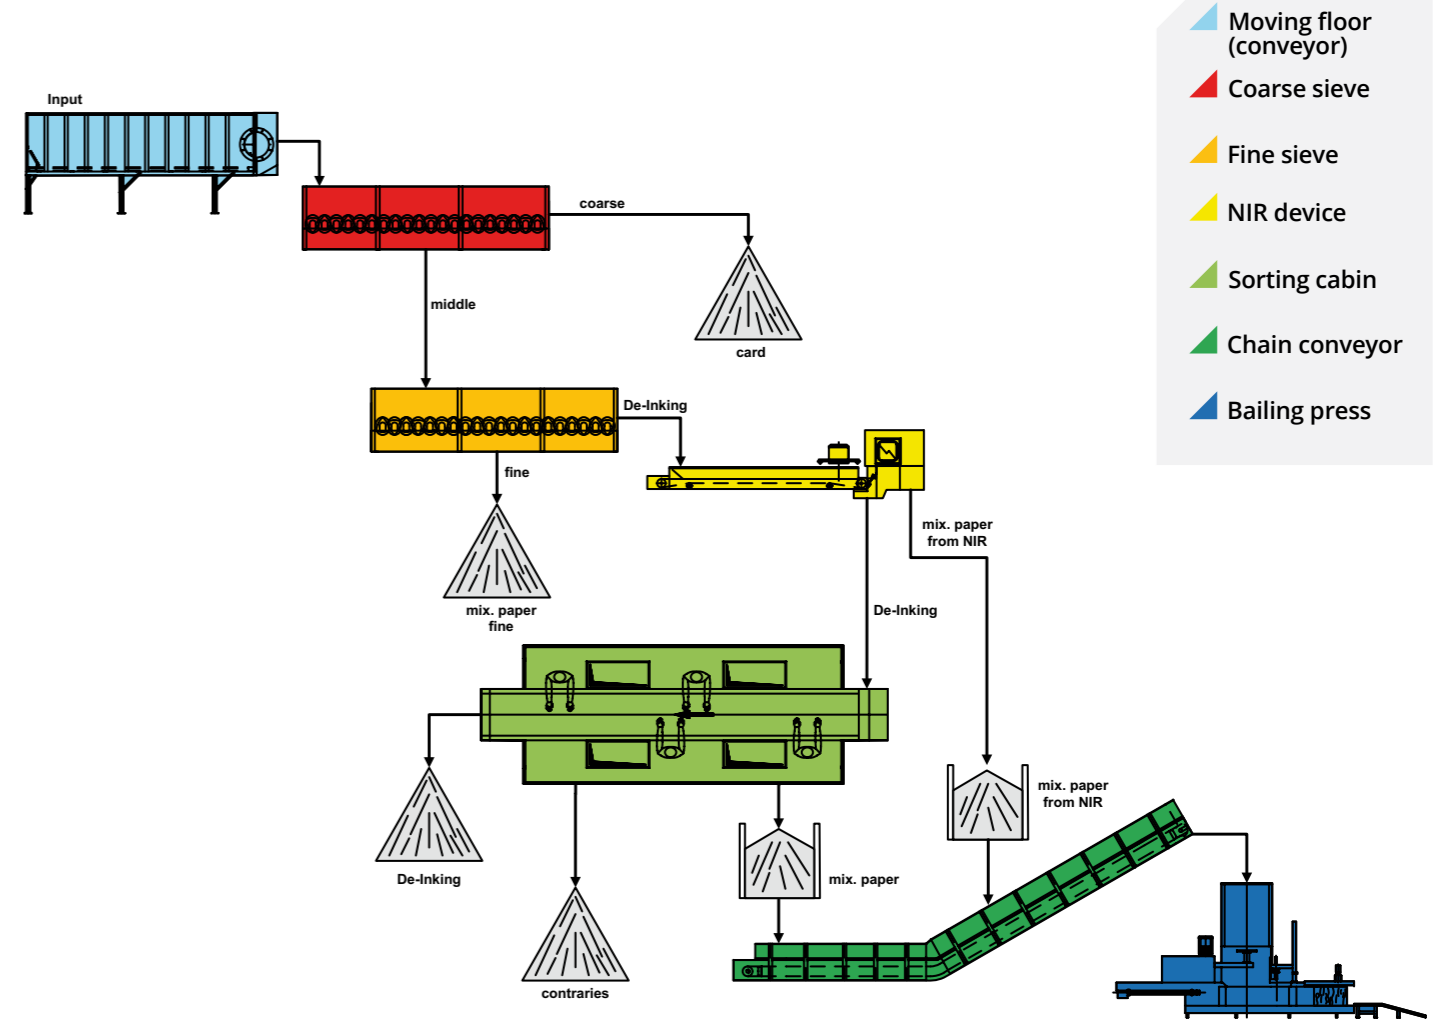 Input
coarse
card
middle
De-Inking
fine
mix. paper
fine
mix. paper
from NIR
De-Inking
mix. paper
from NIR
mix. paper
De-Inking
contraries
Moving floor
(conveyor)
Coarse sieve
Fine sieve
NIR device
Sorting cabin
Chain conveyor
Bailing press